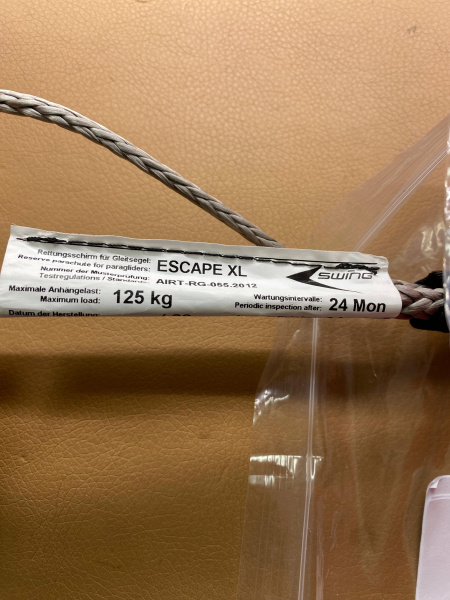 Rettungsschirm für Gleitsegel:
Reserve parachute for paragliders: ESCAPE XL
Nummer der Musterprüfung:
Testregulations / Standards: AIRT-RG-065.2012
SWING
Maximale Anhängelast:
Maximum load: 125 kg
Wartungsintervalle:
Periodic inspection after: 24 Mon
Datum der Herstellung